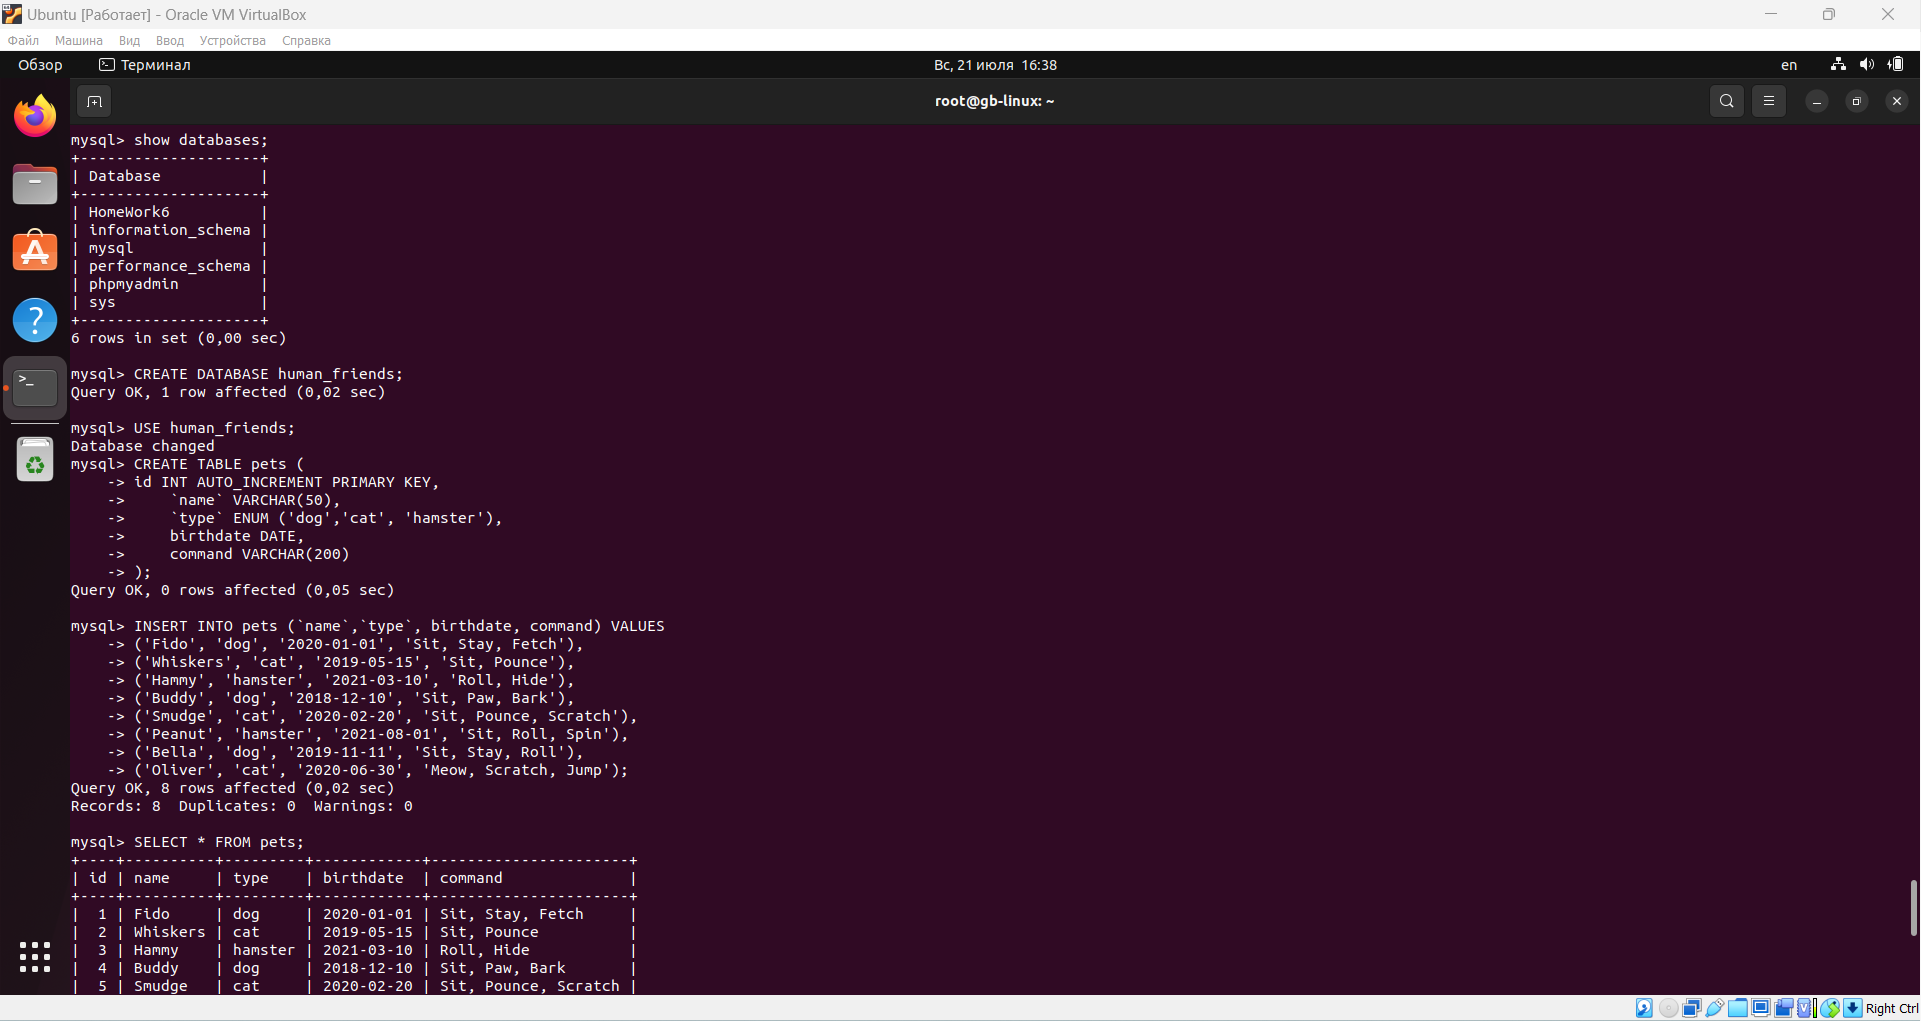 Ubuntu [Работает] - Oracle VM VirtualBox
Файл Машина Вид Ввод Устройства Справка
Обзор Терминал Вс, 21 июля 16:38 en
root@gb-linux: ~
mysql> show databases;
+--------------------+
| Database           |
+--------------------+
| HomeWork6          |
| information_schema |
| mysql              |
| performance_schema |
| phpmyadmin         |
| sys                |
+--------------------+
6 rows in set (0,00 sec)
mysql> CREATE DATABASE human_friends;
Query OK, 1 row affected (0,02 sec)
mysql> USE human_friends;
Database changed
mysql> CREATE TABLE pets (
    -> id INT AUTO_INCREMENT PRIMARY KEY,
    ->     `name` VARCHAR(50),
    ->     `type` ENUM ('dog','cat', 'hamster'),
    ->     birthdate DATE,
    ->     command VARCHAR(200)
    -> );
Query OK, 0 rows affected (0,05 sec)
mysql> INSERT INTO pets (`name`,`type`, birthdate, command) VALUES
    -> ('Fido', 'dog', '2020-01-01', 'Sit, Stay, Fetch'),
    -> ('Whiskers', 'cat', '2019-05-15', 'Sit, Pounce'),
    -> ('Hammy', 'hamster', '2021-03-10', 'Roll, Hide'),
    -> ('Buddy', 'dog', '2018-12-10', 'Sit, Paw, Bark'),
    -> ('Smudge', 'cat', '2020-02-20', 'Sit, Pounce, Scratch'),
    -> ('Peanut', 'hamster', '2021-08-01', 'Sit, Roll, Spin'),
    -> ('Bella', 'dog', '2019-11-11', 'Sit, Stay, Roll'),
    -> ('Oliver', 'cat', '2020-06-30', 'Meow, Scratch, Jump');
Query OK, 8 rows affected (0,02 sec)
Records: 8  Duplicates: 0  Warnings: 0
mysql> SELECT * FROM pets;
+----+----------+---------+------------+----------------------+
| id | name     | type    | birthdate  | command              |
+----+----------+---------+------------+----------------------+
|  1 | Fido     | dog     | 2020-01-01 | Sit, Stay, Fetch     |
|  2 | Whiskers | cat     | 2019-05-15 | Sit, Pounce          |
|  3 | Hammy    | hamster | 2021-03-10 | Roll, Hide           |
|  4 | Buddy    | dog     | 2018-12-10 | Sit, Paw, Bark       |
|  5 | Smudge   | cat     | 2020-02-20 | Sit, Pounce, Scratch |
Right Ctrl